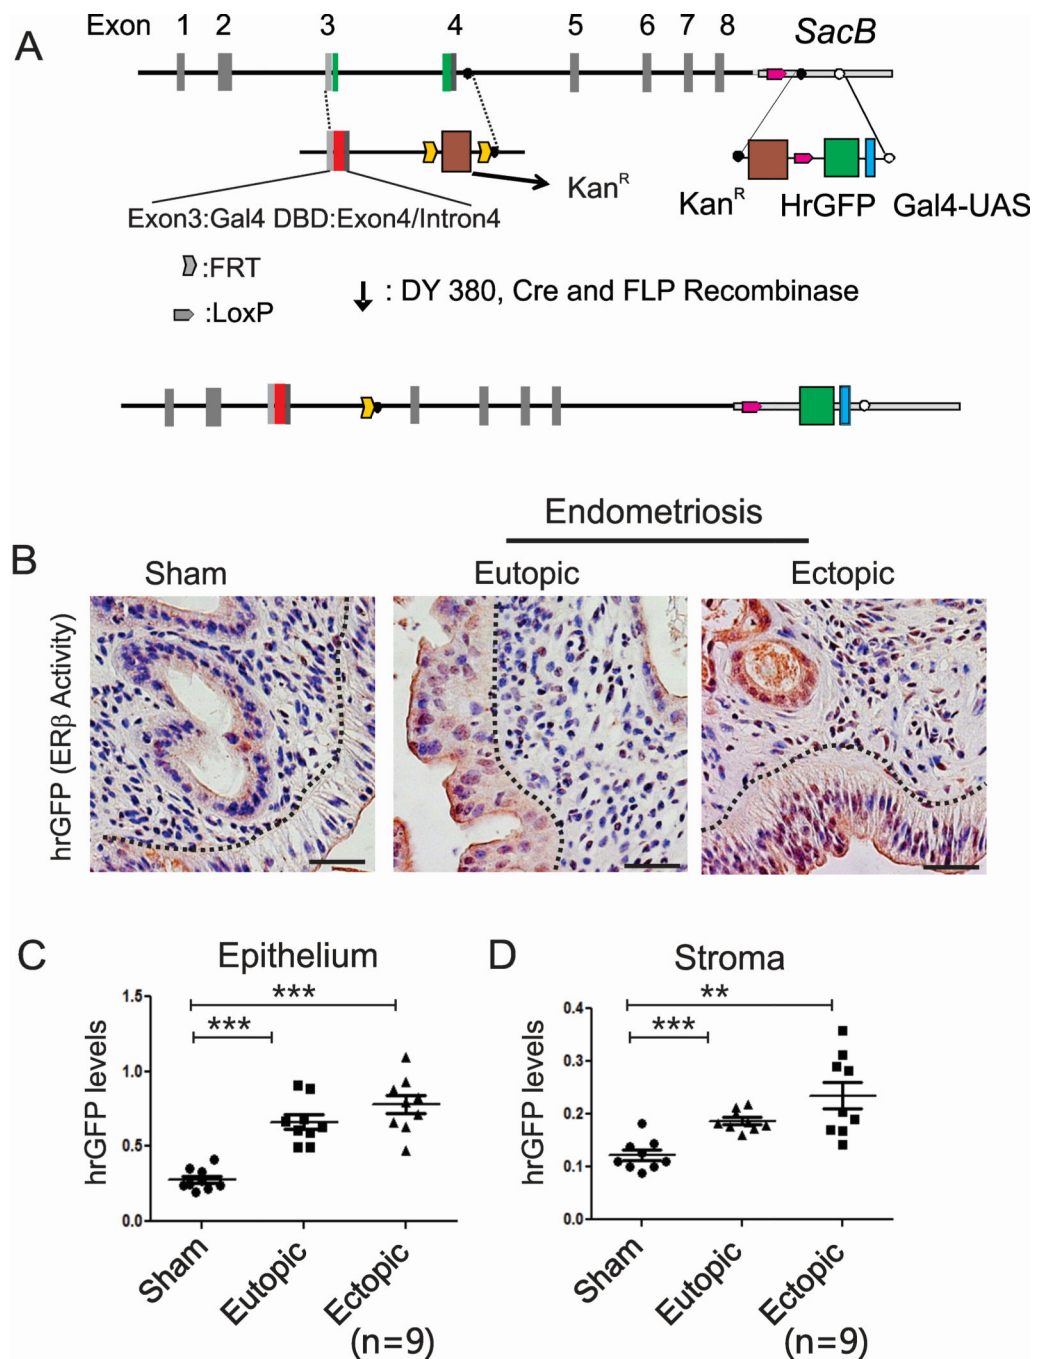 A
Exon 1 2 3 4 5 6 7 8 SacB
Kan^R
Kan^R HrGFP Gal4-UAS
Exon3:Gal4 DBD:Exon4/Intron4
:FRT
: DY 380, Cre and FLP Recombinase
:LoxP
Endometriosis
B
Sham Eutopic Ectopic
hrGFP (ERβ Activity)
C
Epithelium
***
***
hrGFP levels
1.5
1.0
0.5
0.0
Sham
Eutopic
Ectopic
(n=9)
D
Stroma
**
***
hrGFP levels
0.4
0.3
0.2
0.1
0.0
Sham
Eutopic
Ectopic
(n=9)